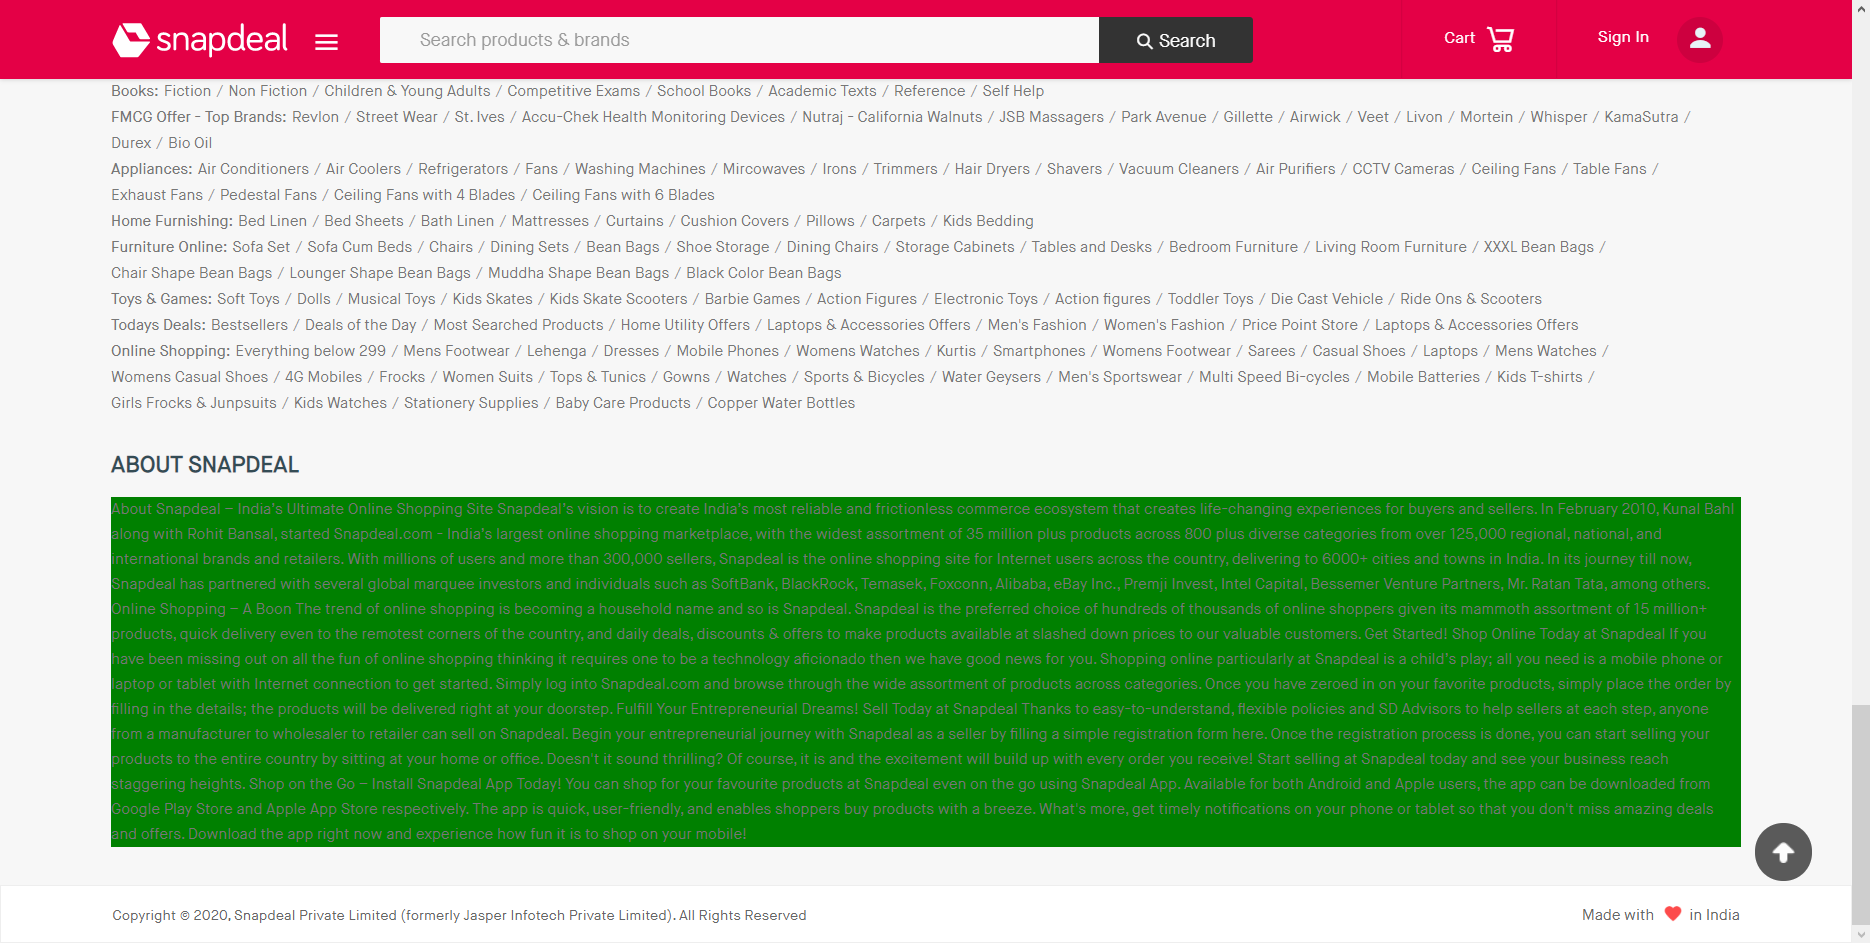 snapdeal
Search products & brands
Search
Cart
Sign In
Books: Fiction / Non Fiction / Children & Young Adults / Competitive Exams / School Books / Academic Texts / Reference / Self Help
FMCG Offer - Top Brands: Revlon / Street Wear / St. Ives / Accu-Chek Health Monitoring Devices / Nutraj - California Walnuts / JSB Massagers / Park Avenue / Gillette / Airwick / Veet / Livon / Mortein / Whisper / KamaSutra /
Durex / Bio Oil
Appliances: Air Conditioners / Air Coolers / Refrigerators / Fans / Washing Machines / Mircowaves / Irons / Trimmers / Hair Dryers / Shavers / Vacuum Cleaners / Air Purifiers / CCTV Cameras / Ceiling Fans / Table Fans /
Exhaust Fans / Pedestal Fans / Ceiling Fans with 4 Blades / Ceiling Fans with 6 Blades
Home Furnishing: Bed Linen / Bed Sheets / Bath Linen / Mattresses / Curtains / Cushion Covers / Pillows / Carpets / Kids Bedding
Furniture Online: Sofa Set / Sofa Cum Beds / Chairs / Dining Sets / Bean Bags / Shoe Storage / Dining Chairs / Storage Cabinets / Tables and Desks / Bedroom Furniture / Living Room Furniture / XXXL Bean Bags /
Chair Shape Bean Bags / Lounger Shape Bean Bags / Muddha Shape Bean Bags / Black Color Bean Bags
Toys & Games: Soft Toys / Dolls / Musical Toys / Kids Skates / Kids Skate Scooters / Barbie Games / Action Figures / Electronic Toys / Action figures / Toddler Toys / Die Cast Vehicle / Ride Ons & Scooters
Todays Deals: Bestsellers / Deals of the Day / Most Searched Products / Home Utility Offers / Laptops & Accessories Offers / Men's Fashion / Women's Fashion / Price Point Store / Laptops & Accessories Offers
Online Shopping: Everything below 299 / Mens Footwear / Lehenga / Dresses / Mobile Phones / Womens Watches / Kurtis / Smartphones / Womens Footwear / Sarees / Casual Shoes / Laptops / Mens Watches /
Womens Casual Shoes / 4G Mobiles / Frocks / Women Suits / Tops & Tunics / Gowns / Watches / Sports & Bicycles / Water Geysers / Men's Sportswear / Multi Speed Bi-cycles / Mobile Batteries / Kids T-shirts /
Girls Frocks & Junpsuits / Kids Watches / Stationery Supplies / Baby Care Products / Copper Water Bottles
ABOUT SNAPDEAL
About Snapdeal – India's Ultimate Online Shopping Site Snapdeal's vision is to create India's most reliable and frictionless commerce ecosystem that creates life-changing experiences for buyers and sellers. In February 2010, Kunal Bahl
along with Rohit Bansal, started Snapdeal.com - India's largest online shopping marketplace, with the widest assortment of 35 million plus products across 800 plus diverse categories from over 125,000 regional, national, and
international brands and retailers. With millions of users and more than 300,000 sellers, Snapdeal is the online shopping site for Internet users across the country, delivering to 6000+ cities and towns in India. In its journey till now,
Snapdeal has partnered with several global marquee investors and individuals such as SoftBank, BlackRock, Temasek, Foxconn, Alibaba, eBay Inc., Premji Invest, Intel Capital, Bessemer Venture Partners, Mr. Ratan Tata, among others.
Online Shopping – A Boon The trend of online shopping is becoming a household name and so is Snapdeal. Snapdeal is the preferred choice of hundreds of thousands of online shoppers given its mammoth assortment of 15 million+
products, quick delivery even to the remotest corners of the country, and daily deals, discounts & offers to make products available at slashed down prices to our valuable customers. Get Started! Shop Online Today at Snapdeal If you
have been missing out on all the fun of online shopping thinking it requires one to be a technology aficionado then we have good news for you. Shopping online particularly at Snapdeal is a child's play; all you need is a mobile phone or
laptop or tablet with Internet connection to get started. Simply log into Snapdeal.com and browse through the wide assortment of products across categories. Once you have zeroed in on your favorite products, simply place the order by
filling in the details; the products will be delivered right at your doorstep. Fulfill Your Entrepreneurial Dreams! Sell Today at Snapdeal Thanks to easy-to-understand, flexible policies and SD Advisors to help sellers at each step, anyone
from a manufacturer to wholesaler to retailer can sell on Snapdeal. Begin your entrepreneurial journey with Snapdeal as a seller by filling a simple registration form here. Once the registration process is done, you can start selling your
products to the entire country by sitting at your home or office. Doesn't it sound thrilling? Of course, it is and the excitement will build up with every order you receive! Start selling at Snapdeal today and see your business reach
staggering heights. Shop on the Go – Install Snapdeal App Today! You can shop for your favourite products at Snapdeal even on the go using Snapdeal App. Available for both Android and Apple users, the app can be downloaded from
Google Play Store and Apple App Store respectively. The app is quick, user-friendly, and enables shoppers buy products with a breeze. What's more, get timely notifications on your phone or tablet so that you don't miss amazing deals
and offers. Download the app right now and experience how fun it is to shop on your mobile!
Copyright © 2020, Snapdeal Private Limited (formerly Jasper Infotech Private Limited). All Rights Reserved
Made with ❤ in India